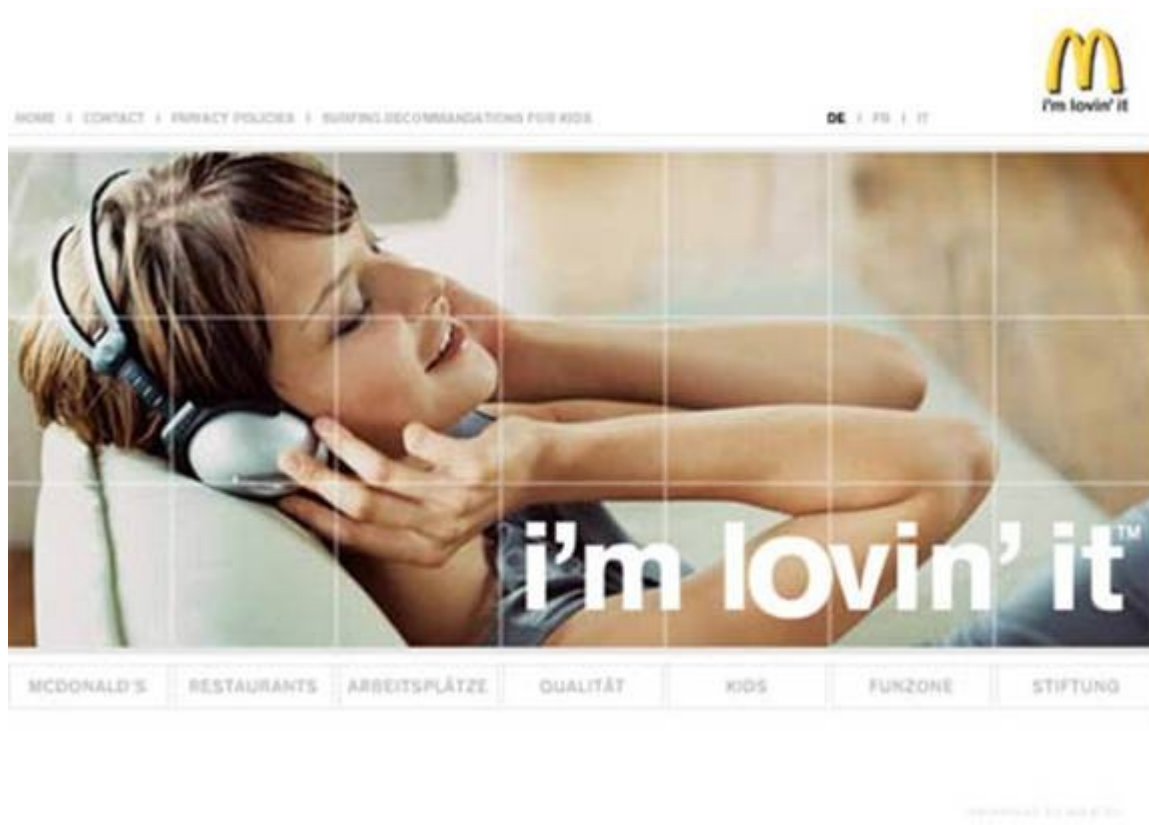 i'm lovin' it
HOME | CONTACT | PRIVACY POLICIES | SURFING RECOMMANDATIONS FOR KIDS
DE | FR | IT
i'm lovin' it™
MCDONALD'S RESTAURANTS ARBEITSPLÄTZE QUALITÄT KIDS FUNZONE STIFTUNG